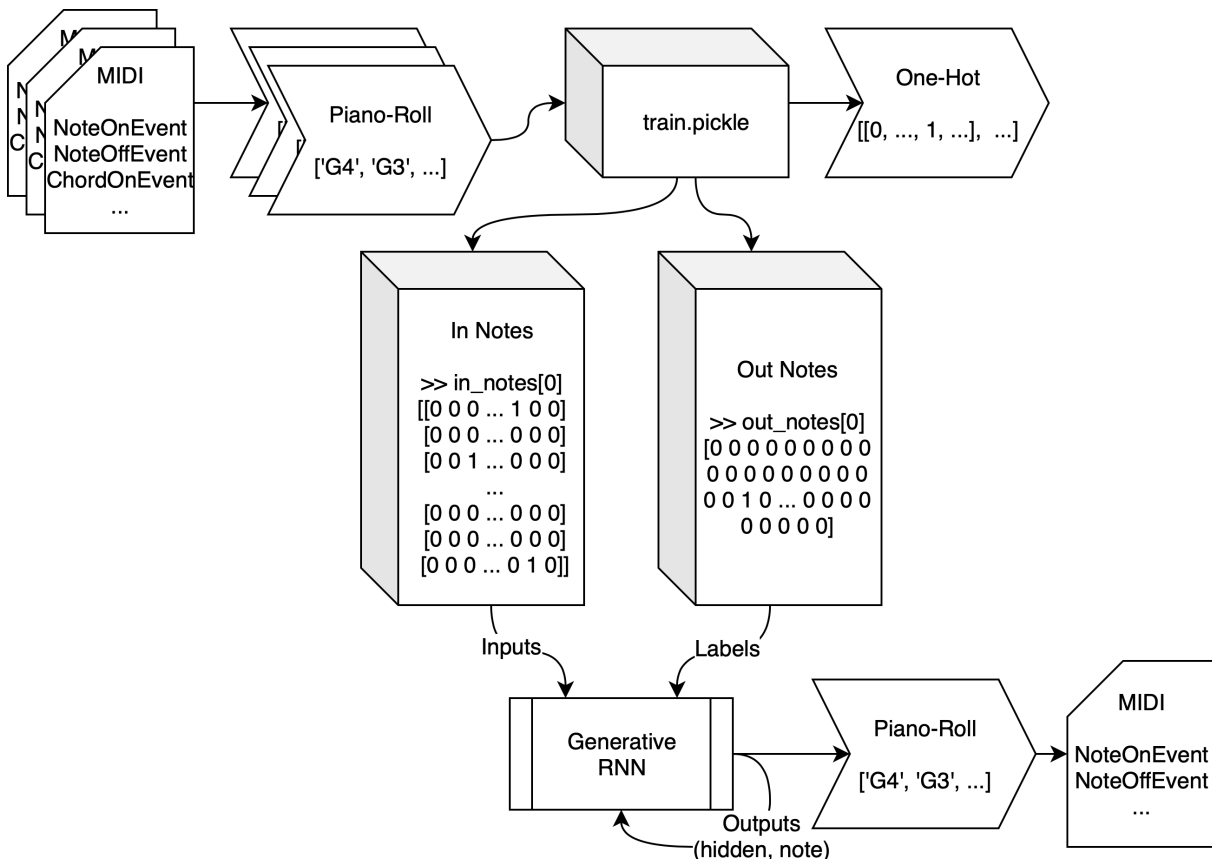 M
M
MIDI
N
N
N
N
C
C
NoteOnEvent
NoteOffEvent
ChordOnEvent
...
[
[
Piano-Roll
['G4', 'G3', ...]
train.pickle
One-Hot
[[0, ..., 1, ...],  ...]
In Notes
>> in_notes[0]
[[0 0 0 ... 1 0 0]
[0 0 0 ... 0 0 0]
[0 0 1 ... 0 0 0]
...
[0 0 0 ... 0 0 0]
[0 0 0 ... 0 0 0]
[0 0 0 ... 0 1 0]]
Out Notes
>> out_notes[0]
[0 0 0 0 0 0 0 0 0
0 0 0 0 0 0 0 0 0
0 0 1 0 ... 0 0 0 0
0 0 0 0 0]
Inputs
Labels
Generative
RNN
Outputs
(hidden, note)
Piano-Roll
['G4', 'G3', ...]
MIDI
NoteOnEvent
NoteOffEvent
...